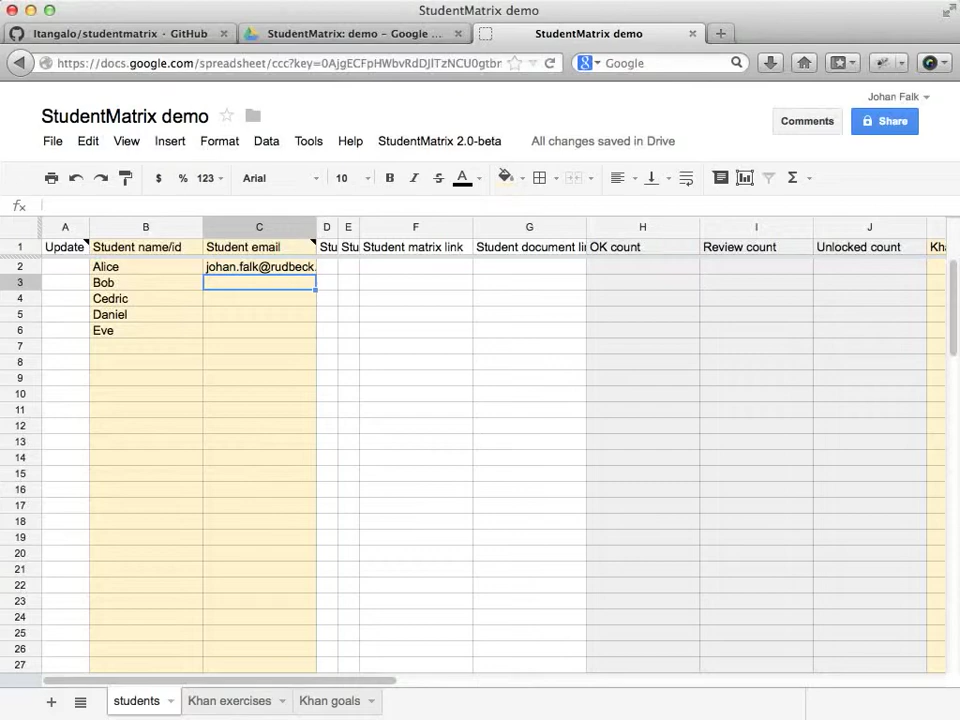 StudentMatrix demo
Itangalo/studentmatrix · GitHub
StudentMatrix: demo – Google ...
StudentMatrix demo
https://docs.google.com/spreadsheet/ccc?key=0AjgECFpHWbvRdDJlTzNCU0gtbr
Google
Johan Falk
StudentMatrix demo
Comments
Share
File Edit View Insert Format Data Tools Help StudentMatrix 2.0-beta All changes saved in Drive
$ % 123 Arial 10 B I S A Σ
fx
A B C D E F G H I J
1 Update Student name/id Student email Stu Stu Student matrix link Student document li OK count Review count Unlocked count Kha
2 Alice johan.falk@rudbeck.
3 Bob
4 Cedric
5 Daniel
6 Eve
7
8
9
10
11
12
13
14
15
16
17
18
19
20
21
22
23
24
25
26
27
+ students Khan exercises Khan goals